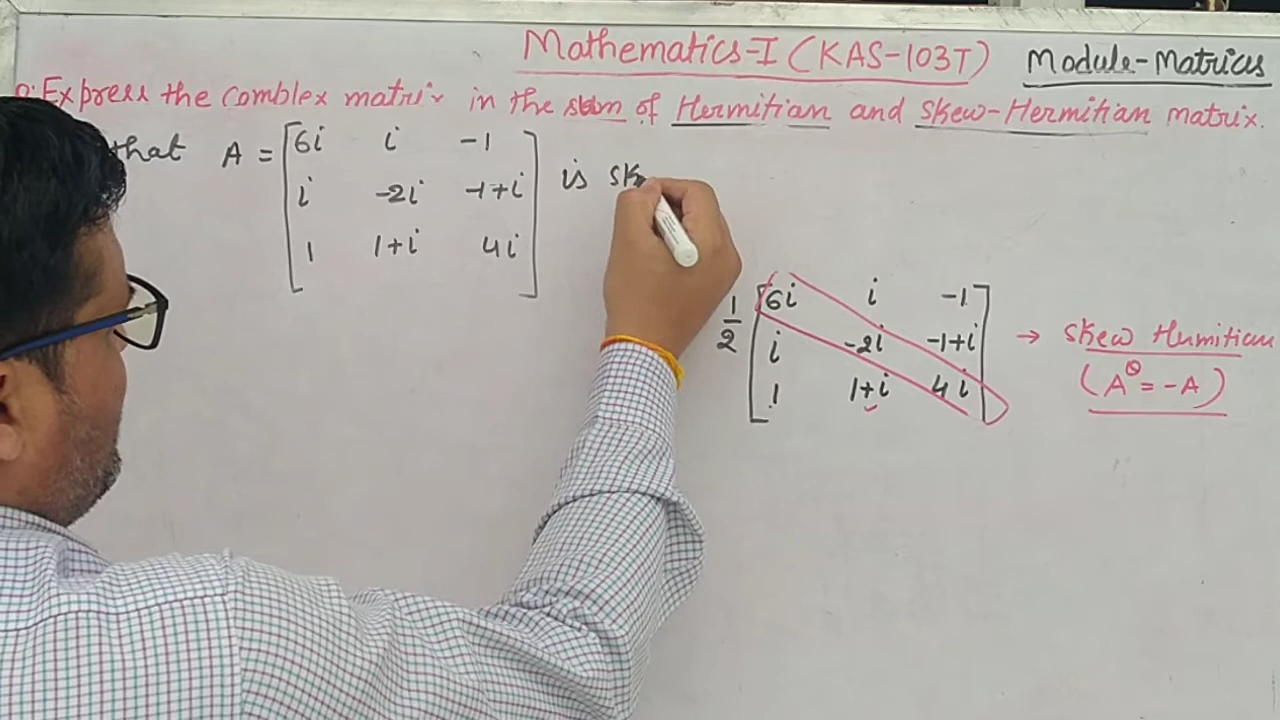 Mathematics-I (KAS-103T) Module-Matrices
Q. Express the complex matrix in the sum of Hermitian and Skew-Hermitian matrix.
that A = [6i i -1
i -2i -1+i
1 1+i 4i] is Sk
1/2 [6i i -1
i -2i -1+i
1 1+i 4i] → Skew Hermitian
(A^θ = -A)